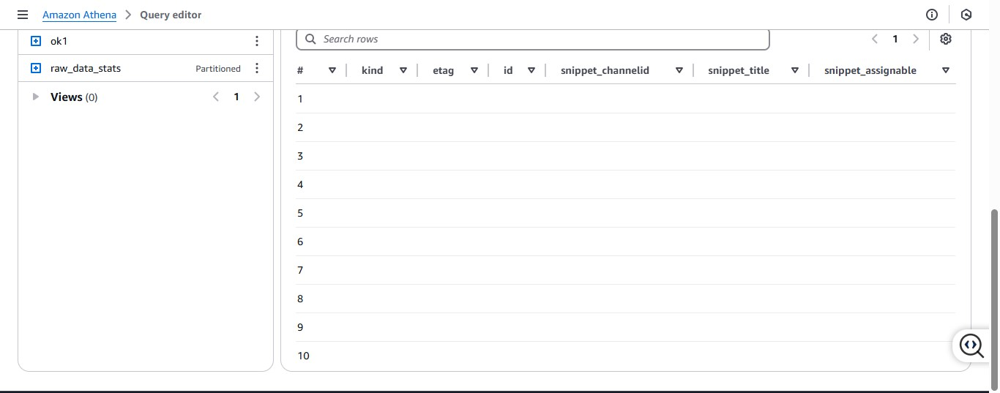 Amazon Athena > Query editor
ok1
raw_data_stats Partitioned
Views (0) 1
Search rows 1
# kind etag id snippet_channelid snippet_title snippet_assignable
1
2
3
4
5
6
7
8
9
10